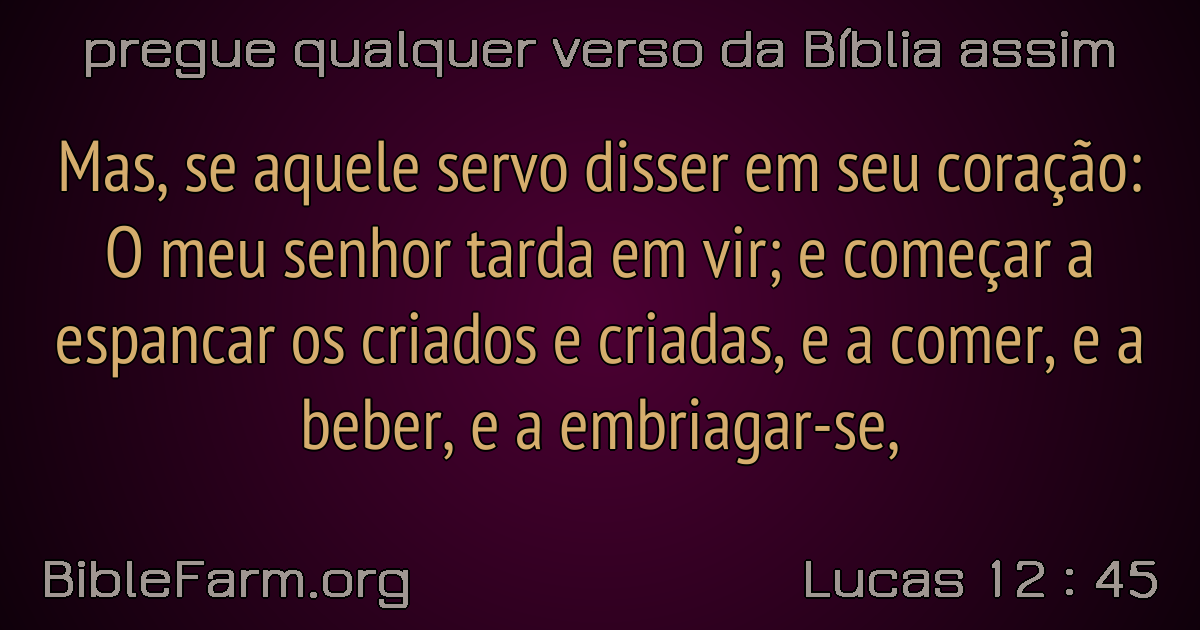 pregue qualquer verso da Bíblia assim
Mas, se aquele servo disser em seu coração:
O meu senhor tarda em vir; e começar a
espancar os criados e criadas, e a comer, e a
beber, e a embriagar-se,
BibleFarm.org
Lucas 12 : 45